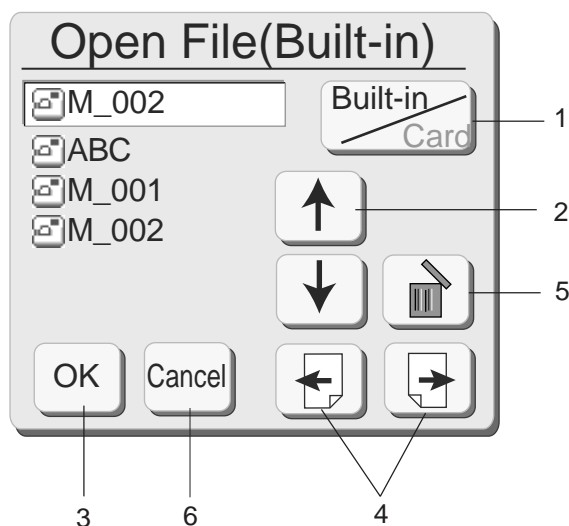 Open File(Built-in)
M_002
Built-in
Card
1
ABC
M_001
M_002
2
5
OK
Cancel
3
6
4